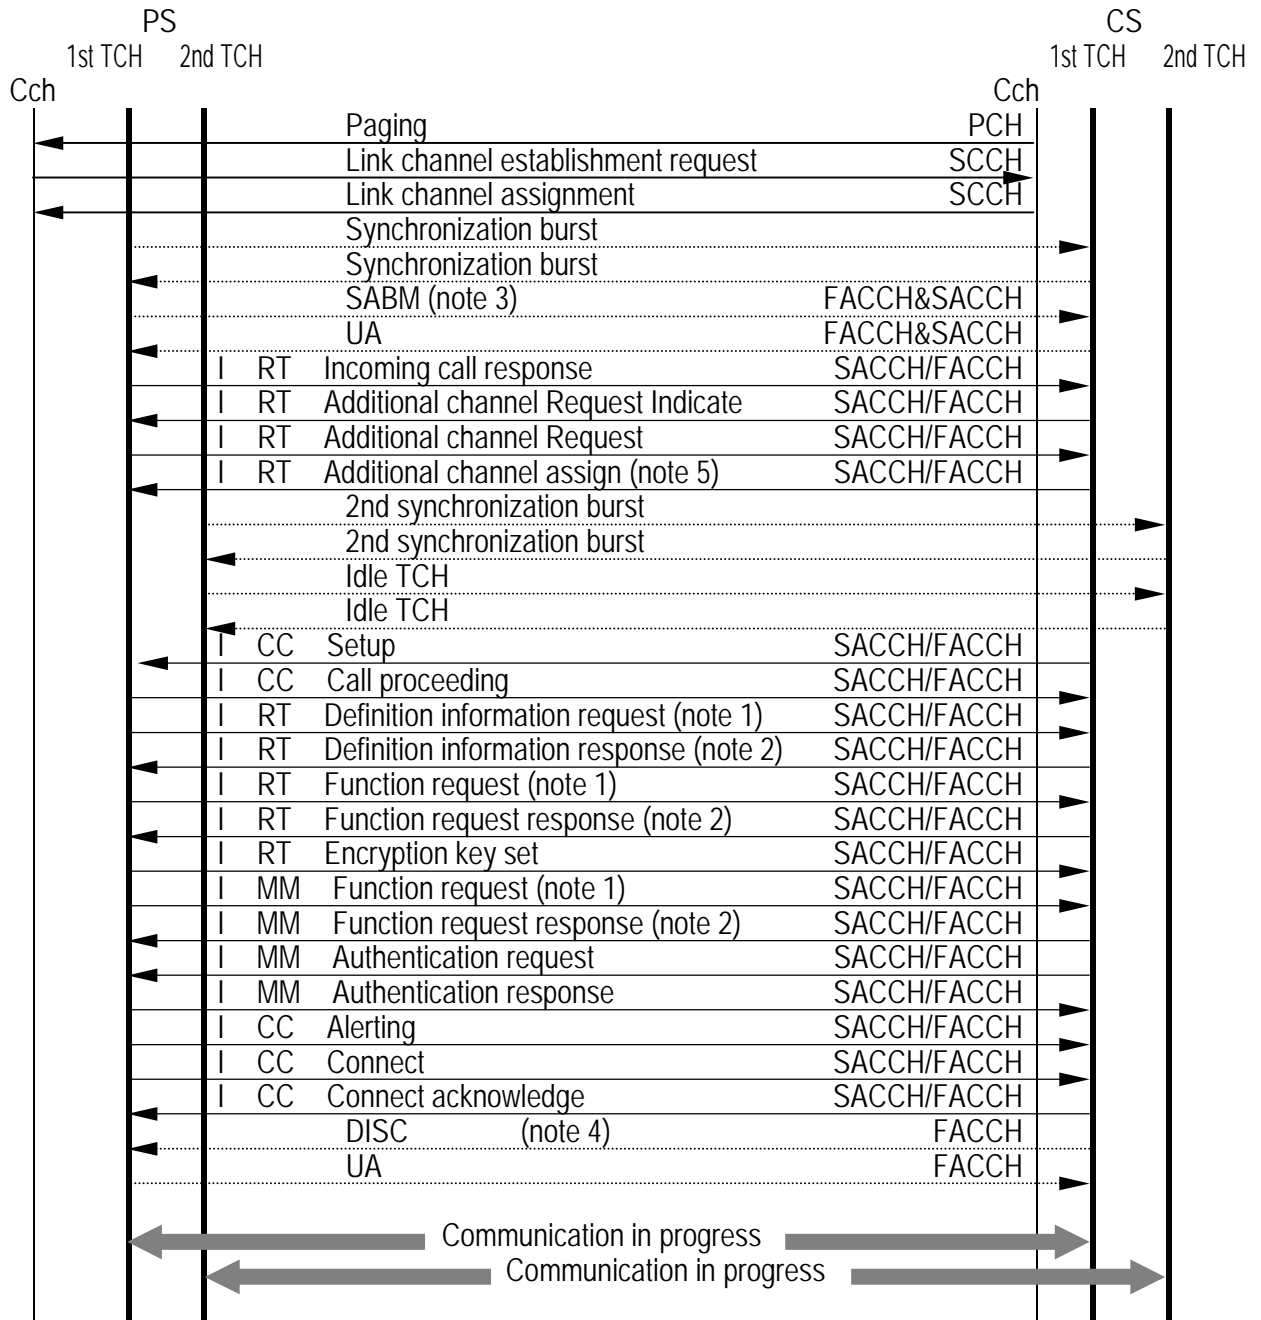 PS CS
1st TCH 2nd TCH 1st TCH 2nd TCH
Cch Cch
Paging PCH
Link channel establishment request SCCH
Link channel assignment SCCH
Synchronization burst
Synchronization burst
SABM (note 3) FACCH&SACCH
UA FACCH&SACCH
I RT Incoming call response SACCH/FACCH
I RT Additional channel Request Indicate SACCH/FACCH
I RT Additional channel Request SACCH/FACCH
I RT Additional channel assign (note 5) SACCH/FACCH
2nd synchronization burst
2nd synchronization burst
Idle TCH
Idle TCH
I CC Setup SACCH/FACCH
I CC Call proceeding SACCH/FACCH
I RT Definition information request (note 1) SACCH/FACCH
I RT Definition information response (note 2) SACCH/FACCH
I RT Function request (note 1) SACCH/FACCH
I RT Function request response (note 2) SACCH/FACCH
I RT Encryption key set SACCH/FACCH
I MM Function request (note 1) SACCH/FACCH
I MM Function request response (note 2) SACCH/FACCH
I MM Authentication request SACCH/FACCH
I MM Authentication response SACCH/FACCH
I CC Alerting SACCH/FACCH
I CC Connect SACCH/FACCH
I CC Connect acknowledge SACCH/FACCH
DISC (note 4) FACCH
UA FACCH
Communication in progress
Communication in progress